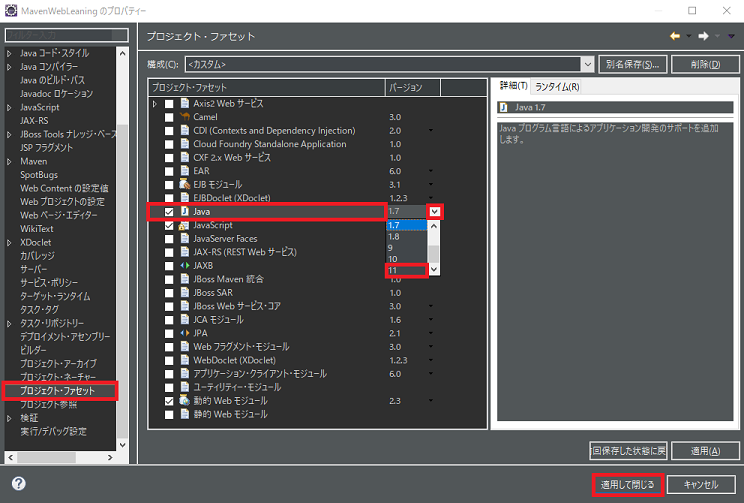 MavenWebLeaning のプロパティー
プロジェクト・ファセット
Java コード・スタイル
Java コンパイラー
Java のビルド・パス
Javadoc ロケーション
JavaScript
JAX-RS
JBoss Tools ナレッジ・ベース
JSP フラグメント
Maven
SpotBugs
Web Content の設定値
Web プロジェクトの設定
Web ページ・エディター
WikiText
XDoclet
カバレッジ
サーバー
サービス・ポリシー
ターゲット・ランタイム
タスク・タグ
タスク・リポジトリー
デプロイメント・アセンブリー
ビルダー
プロジェクト・アーカイブ
プロジェクト・ネーチャー
プロジェクト・ファセット
プロジェクト参照
検証
実行/デバッグ設定
構成(C): <カスタム> 別名保存(S)... 削除(D)
プロジェクト・ファセット バージョン
Axis2 Web サービス
Camel 3.0
CDI (Contexts and Dependency Injection) 2.0
Cloud Foundry Standalone Application 1.0
CXF 2.x Web サービス 1.0
EAR 6.0
EJB モジュール 3.1
EJBDoclet (XDoclet) 1.2.3
Java 1.7
JavaScript 1.7
JavaServer Faces 1.8
JAX-RS (REST Web サービス) 9
JAXB 10
11
JBoss Maven 統合 1.0
JBoss SAR 1.0
JBoss Web サービス・コア 3.0
JCA モジュール 1.6
JPA 2.1
Web フラグメント・モジュール 3.0
WebDoclet (XDoclet) 1.2.3
アプリケーション・クライアント・モジュール 6.0
ユーティリティー・モジュール
動的 Web モジュール 2.3
静的 Web モジュール
詳細(T) ランタイム(R)
Java 1.7
Java プログラム言語によるアプリケーション開発のサポートを追加
します。
回保存した状態に戻 適用(A)
適用して閉じる キャンセル